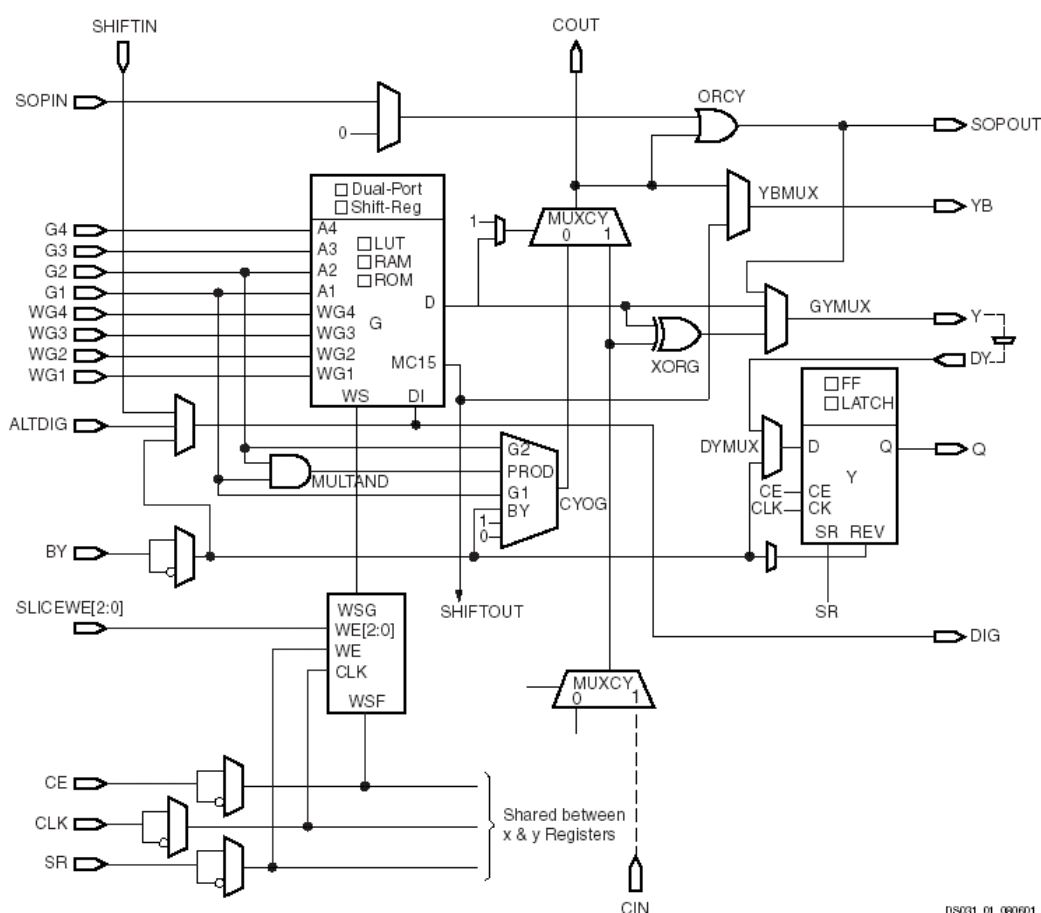 SHIFTIN
COUT
SOPIN
0
ORCY
SOPOUT
Dual-Port
Shift-Reg
YBMUX
YB
1
MUXCY
0 1
G4
G3
G2
G1
WG4
WG3
WG2
WG1
A4
A3
A2
A1
WG4
WG3
WG2
WG1
LUT
RAM
ROM
G
D
MC15
WS
DI
GYMUX
Y
XORG
DY
FF
LATCH
ALTDIG
DYMUX
D
Q
Q
Y
CE
CLK
CE
CK
SR
REV
MULTAND
G2
PROD
G1
BY
1
0
CYOG
BY
SLICEWE[2:0]
WSG
WE[2:0]
WE
CLK
WSF
SHIFTOUT
SR
DIG
MUXCY
0 1
CE
CLK
SR
Shared between
x & y Registers
CIN
DS031_01_080601